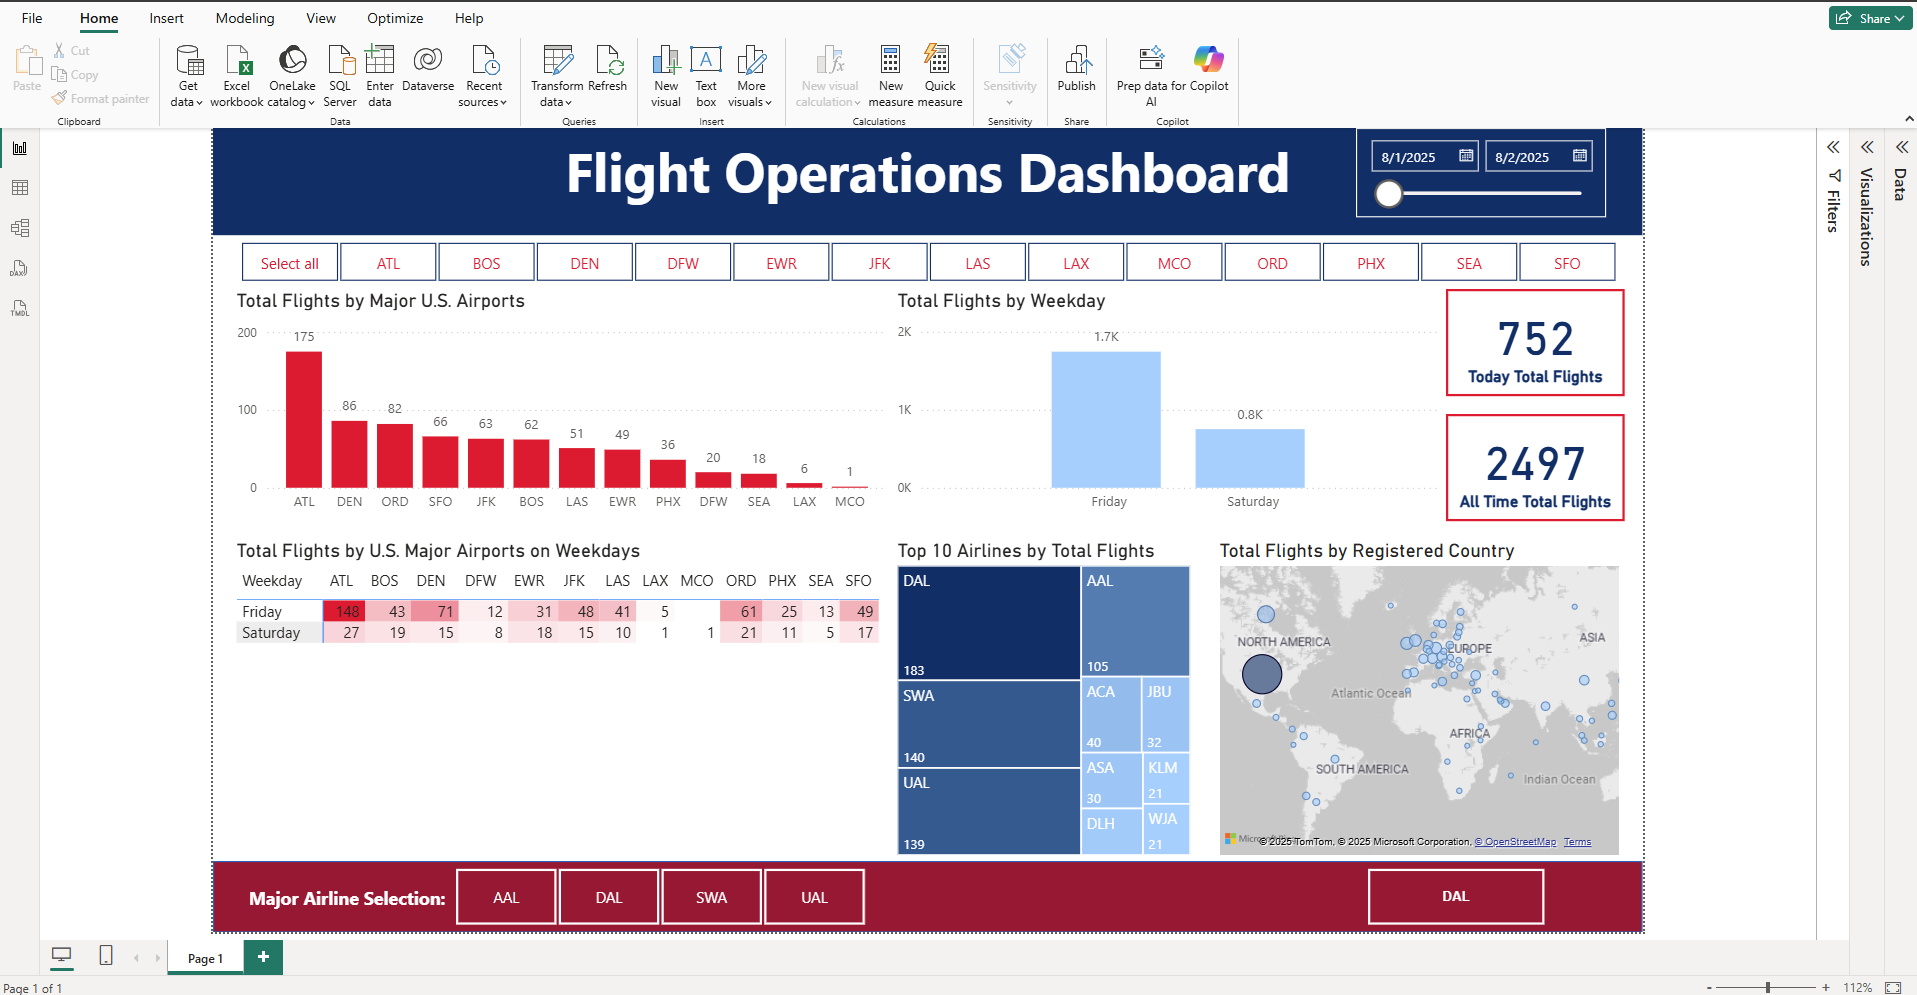 File Home Insert Modeling View Optimize Help Share
Paste
Cut
Copy
Format painter
Clipboard
Get data
Excel workbook
OneLake catalog
SQL Server
Enter data
Dataverse
Recent sources
Data
Transform data
Refresh
Queries
New visual
Text box
More visuals
Insert
New visual calculation
New measure
Quick measure
Calculations
Sensitivity
Sensitivity
Publish
Share
Prep data for AI
Copilot
Copilot
DAX
TMDL
Flight Operations Dashboard
8/1/2025 8/2/2025
Filters
Visualizations
Data
Select all ATL BOS DEN DFW EWR JFK LAS LAX MCO ORD PHX SEA SFO
Total Flights by Major U.S. Airports
200
100
0
175 86 82 66 63 62 51 49 36 20 18 6 1
ATL DEN ORD SFO JFK BOS LAS EWR PHX DFW SEA LAX MCO
Total Flights by Weekday
2K
1K
0K
1.7K 0.8K
Friday Saturday
752
Today Total Flights
2497
All Time Total Flights
Total Flights by U.S. Major Airports on Weekdays
Weekday ATL BOS DEN DFW EWR JFK LAS LAX MCO ORD PHX SEA SFO
Friday 148 43 71 12 31 48 41 5 61 25 13 49
Saturday 27 19 15 8 18 15 10 1 1 21 11 5 17
Top 10 Airlines by Total Flights
DAL
183
SWA
140
UAL
139
AAL
105
ACA
40
JBU
32
ASA
30
KLM
21
DLH
WJA
21
Total Flights by Registered Country
NORTH AMERICA
EUROPE
ASIA
Atlantic Ocean
AFRICA
SOUTH AMERICA
Indian Ocean
© 2025 TomTom, © 2025 Microsoft Corporation, © OpenStreetMap Terms
Major Airline Selection: AAL DAL SWA UAL DAL
Page 1 +
Page 1 of 1
- + 112%